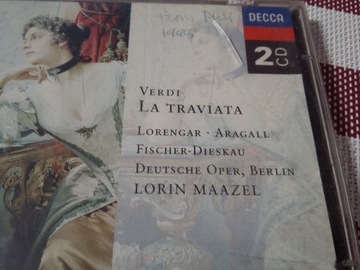 DECCA
2CD
VERDI
LA TRAVIATA
LORENGAR · ARAGALL
FISCHER-DIESKAU
DEUTSCHE OPER, BERLIN
LORIN MAAZEL